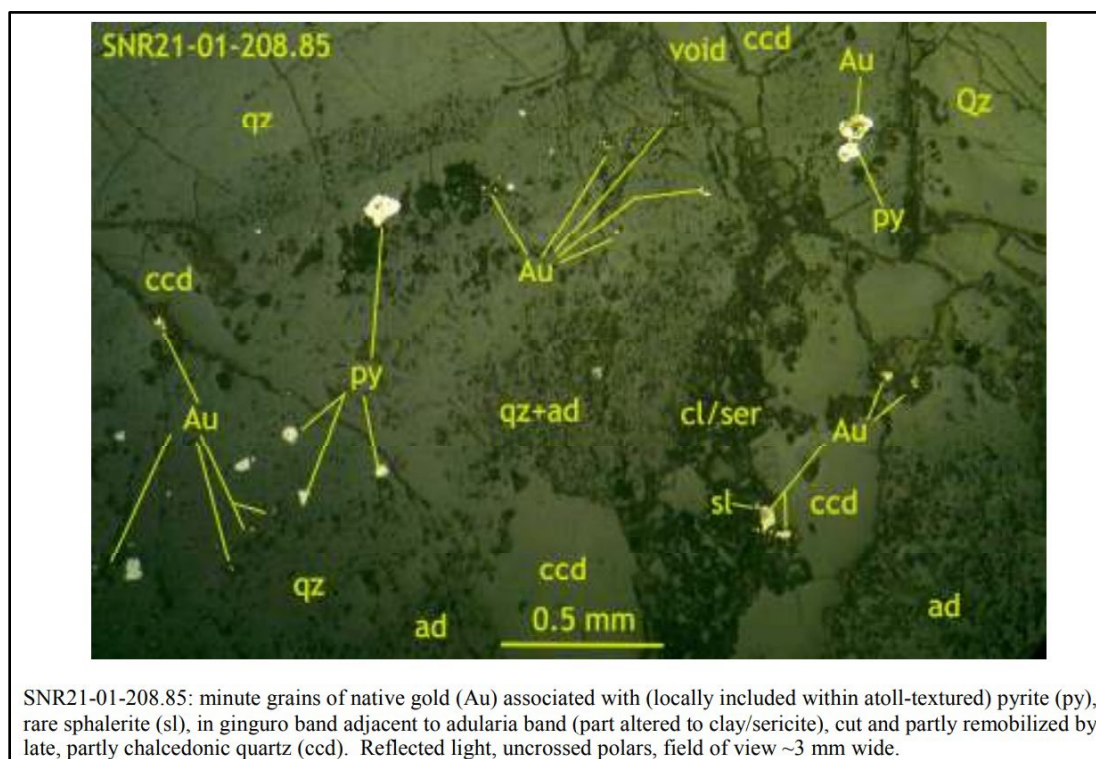 SNR21-01-208.85
void
ccd
Au
qz
Qz
py
Au
ccd
py
Au
qz+ad
cl/ser
Au
sl
ccd
qz
ccd
ad
0.5 mm
ad
SNR21-01-208.85: minute grains of native gold (Au) associated with (locally included within atoll-textured) pyrite (py),
rare sphalerite (sl), in ginguro band adjacent to adularia band (part altered to clay/sericite), cut and partly remobilized by
late, partly chalcedonic quartz (ccd).  Reflected light, uncrossed polars, field of view ~3 mm wide.